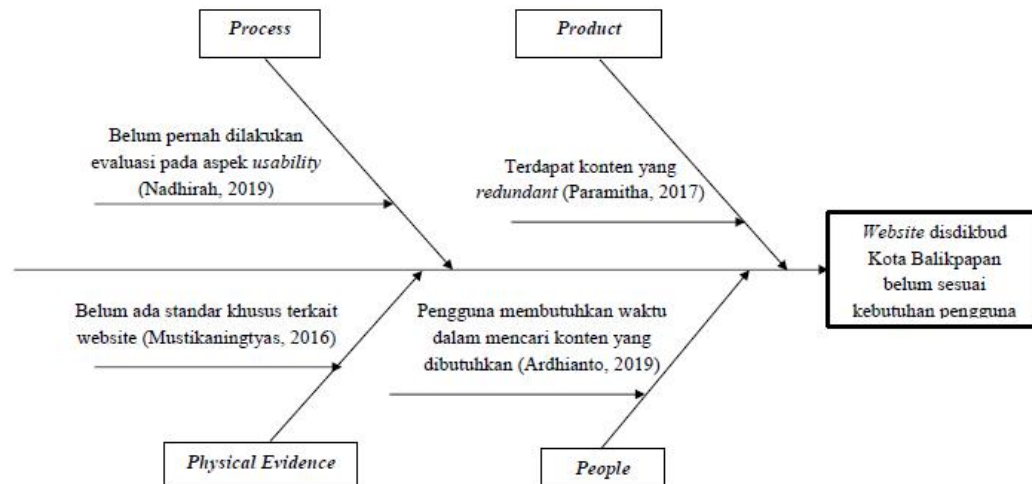 Process
Product
Belum pernah dilakukan
evaluasi pada aspek usability
(Nadhirah, 2019)
Terdapat konten yang
redundant (Paramitha, 2017)
Website disdikbud
Kota Balikpapan
belum sesuai
kebutuhan pengguna
Belum ada standar khusus terkait
website (Mustikaningtyas, 2016)
Pengguna membutuhkan waktu
dalam mencari konten yang
dibutuhkan (Ardhianto, 2019)
Physical Evidence
People